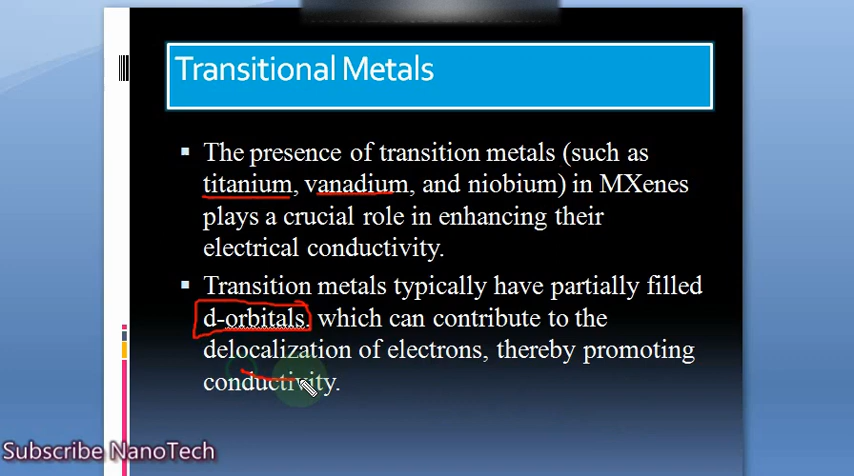 Transitional Metals
The presence of transition metals (such as
titanium, vanadium, and niobium) in MXenes
plays a crucial role in enhancing their
electrical conductivity.
Transition metals typically have partially filled
d-orbitals, which can contribute to the
delocalization of electrons, thereby promoting
conductivity.
Subscribe NanoTech